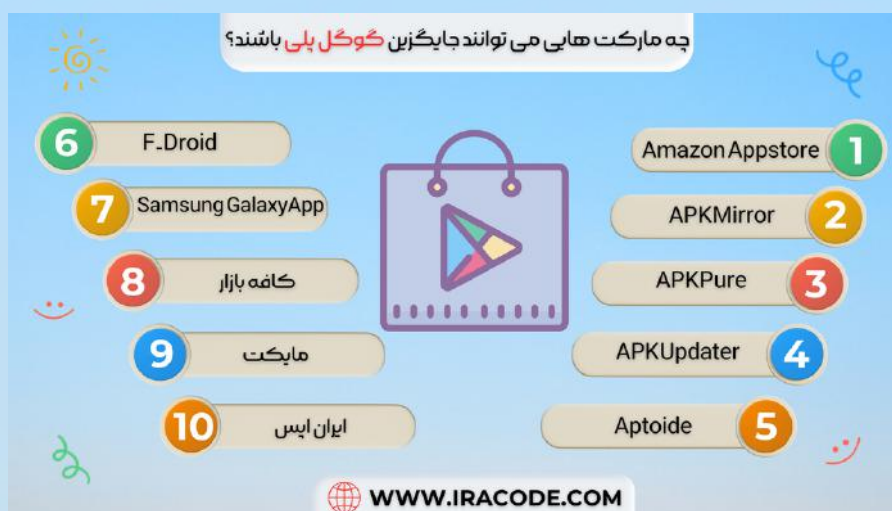 چه مارکت هایی می توانند جایگزین گوگل پلی باشند؟
1 Amazon Appstore
2 APKMirror
3 APKPure
4 APKUpdater
5 Aptoide
6 F-Droid
7 Samsung GalaxyApp
8 کافه بازار
9 مایکت
10 ایران اپس
WWW.IRACODE.COM